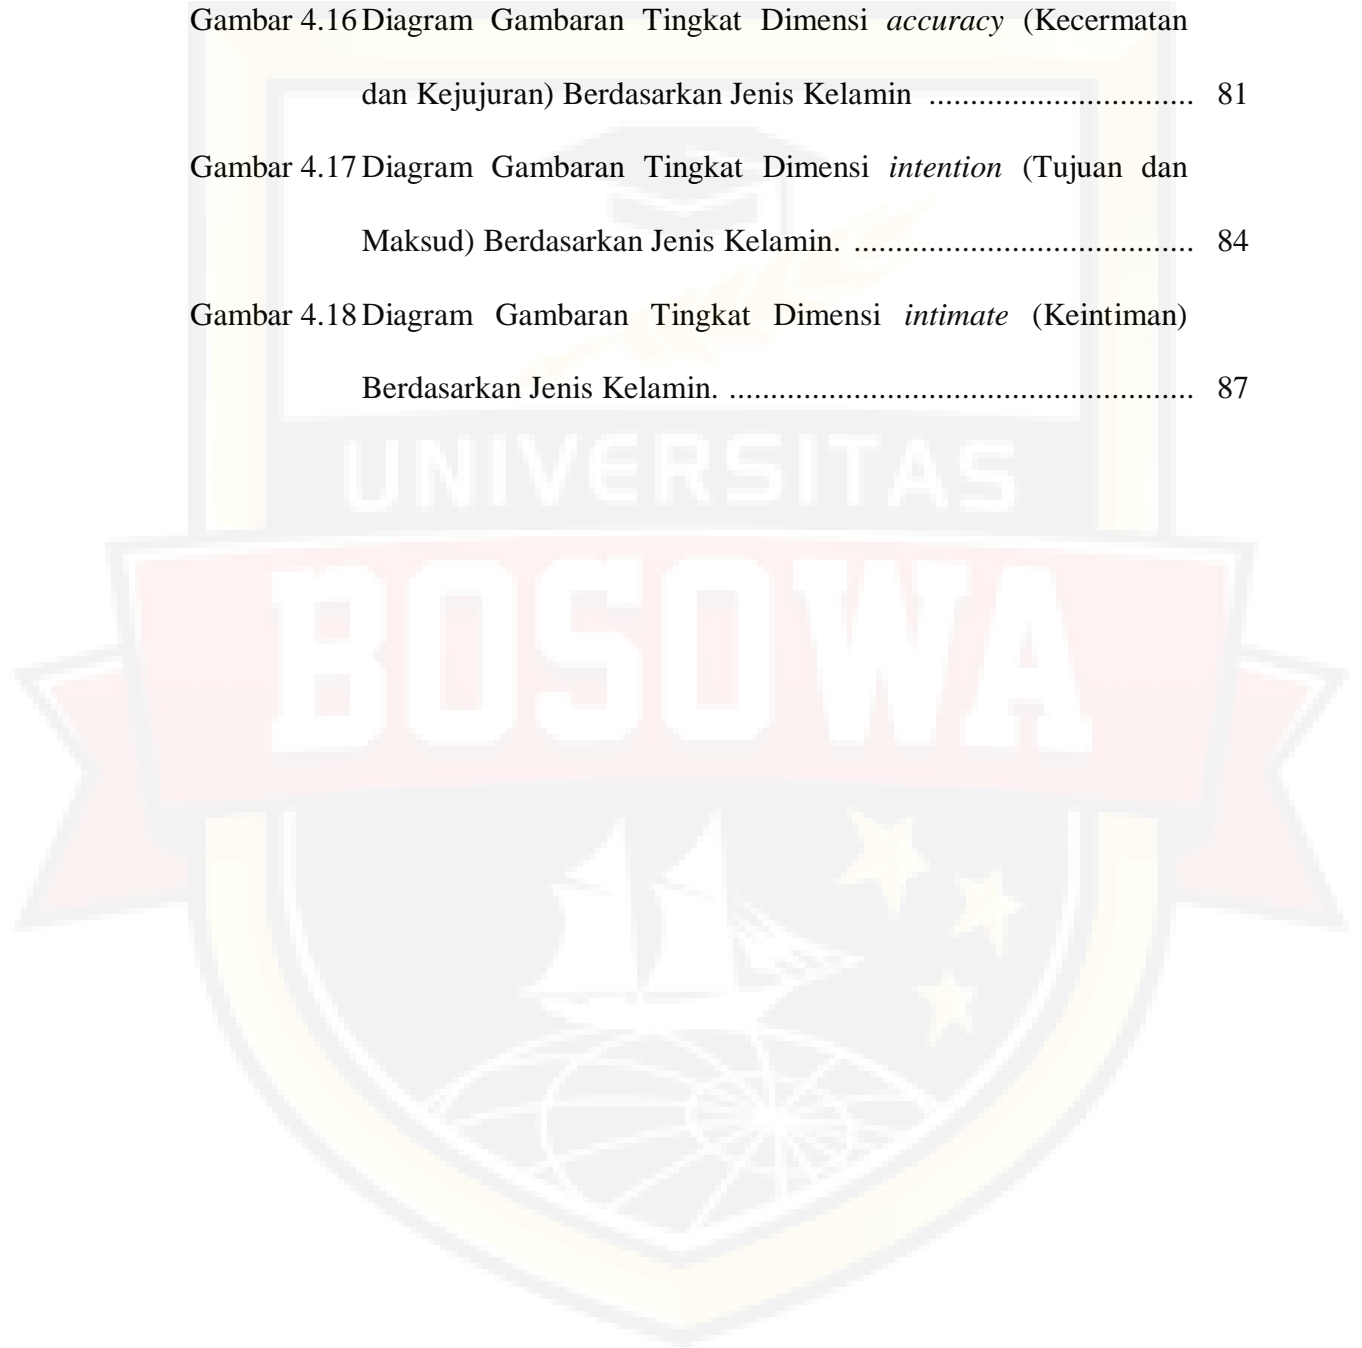 Gambar 4.16 Diagram Gambaran Tingkat Dimensi accuracy (Kecermatan
dan Kejujuran) Berdasarkan Jenis Kelamin ................................ 81
Gambar 4.17 Diagram Gambaran Tingkat Dimensi intention (Tujuan dan
Maksud) Berdasarkan Jenis Kelamin. ......................................... 84
Gambar 4.18 Diagram Gambaran Tingkat Dimensi intimate (Keintiman)
Berdasarkan Jenis Kelamin. ........................................................ 87
UNIVERSITAS
BOSOWA